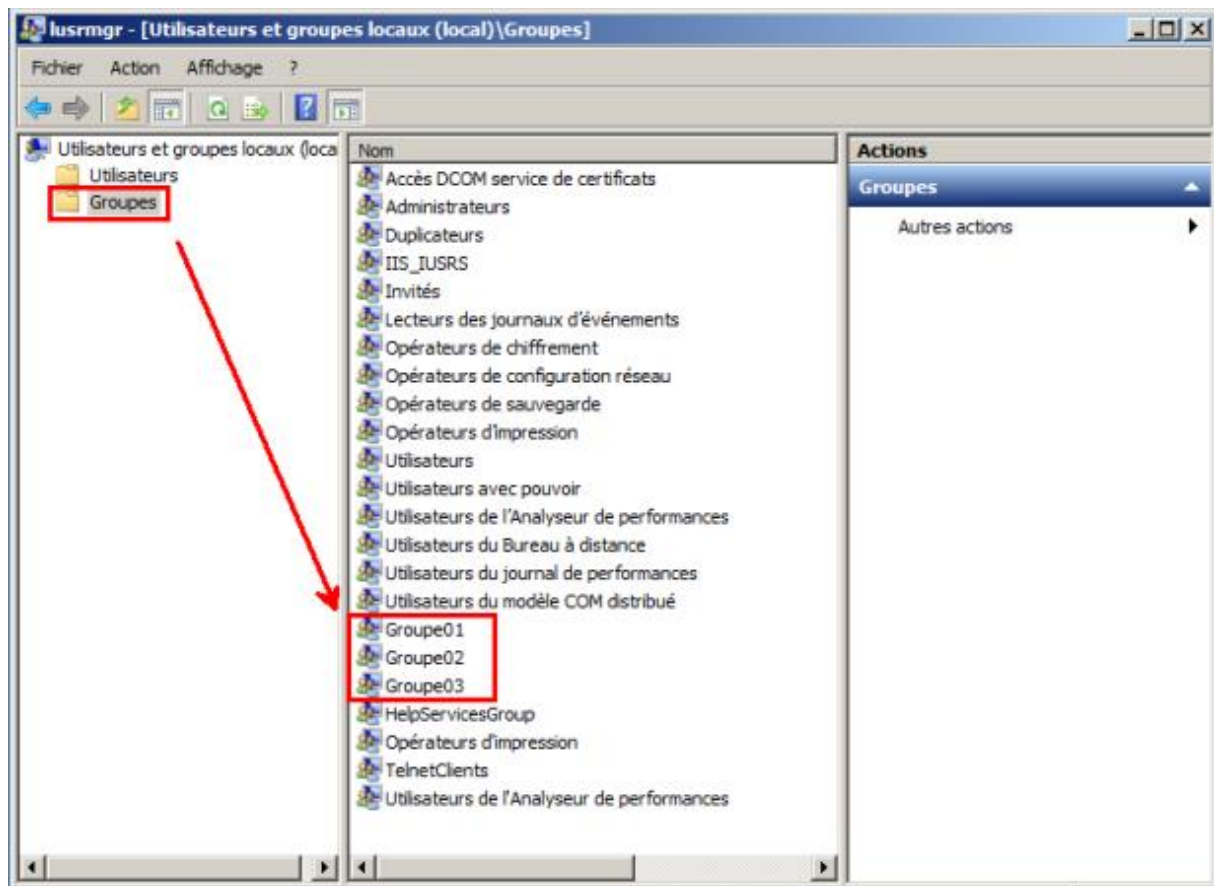 lusrmgr - [Utilisateurs et groupes locaux (local)\Groupes]
Fichier Action Affichage ?
Utilisateurs et groupes locaux (loca
Utilisateurs
Groupes
Nom
Accès DCOM service de certificats
Administrateurs
Duplicateurs
IIS_IUSRS
Invités
Lecteurs des journaux d'événements
Opérateurs de chiffrement
Opérateurs de configuration réseau
Opérateurs de sauvegarde
Opérateurs d'impression
Utilisateurs
Utilisateurs avec pouvoir
Utilisateurs de l'Analyseur de performances
Utilisateurs du Bureau à distance
Utilisateurs du journal de performances
Utilisateurs du modèle COM distribué
Groupe01
Groupe02
Groupe03
HelpServicesGroup
Opérateurs d'impression
TelnetClients
Utilisateurs de l'Analyseur de performances
Actions
Groupes
Autres actions